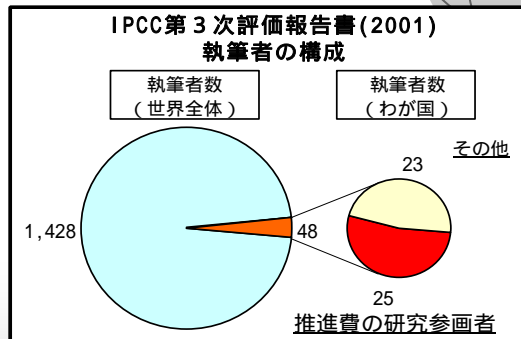 IPCC第３次評価報告書(2001)
執筆者の構成
執筆者数
（世界全体）
執筆者数
（わが国）
その他
23
1,428
48
25
推進費の研究参画者